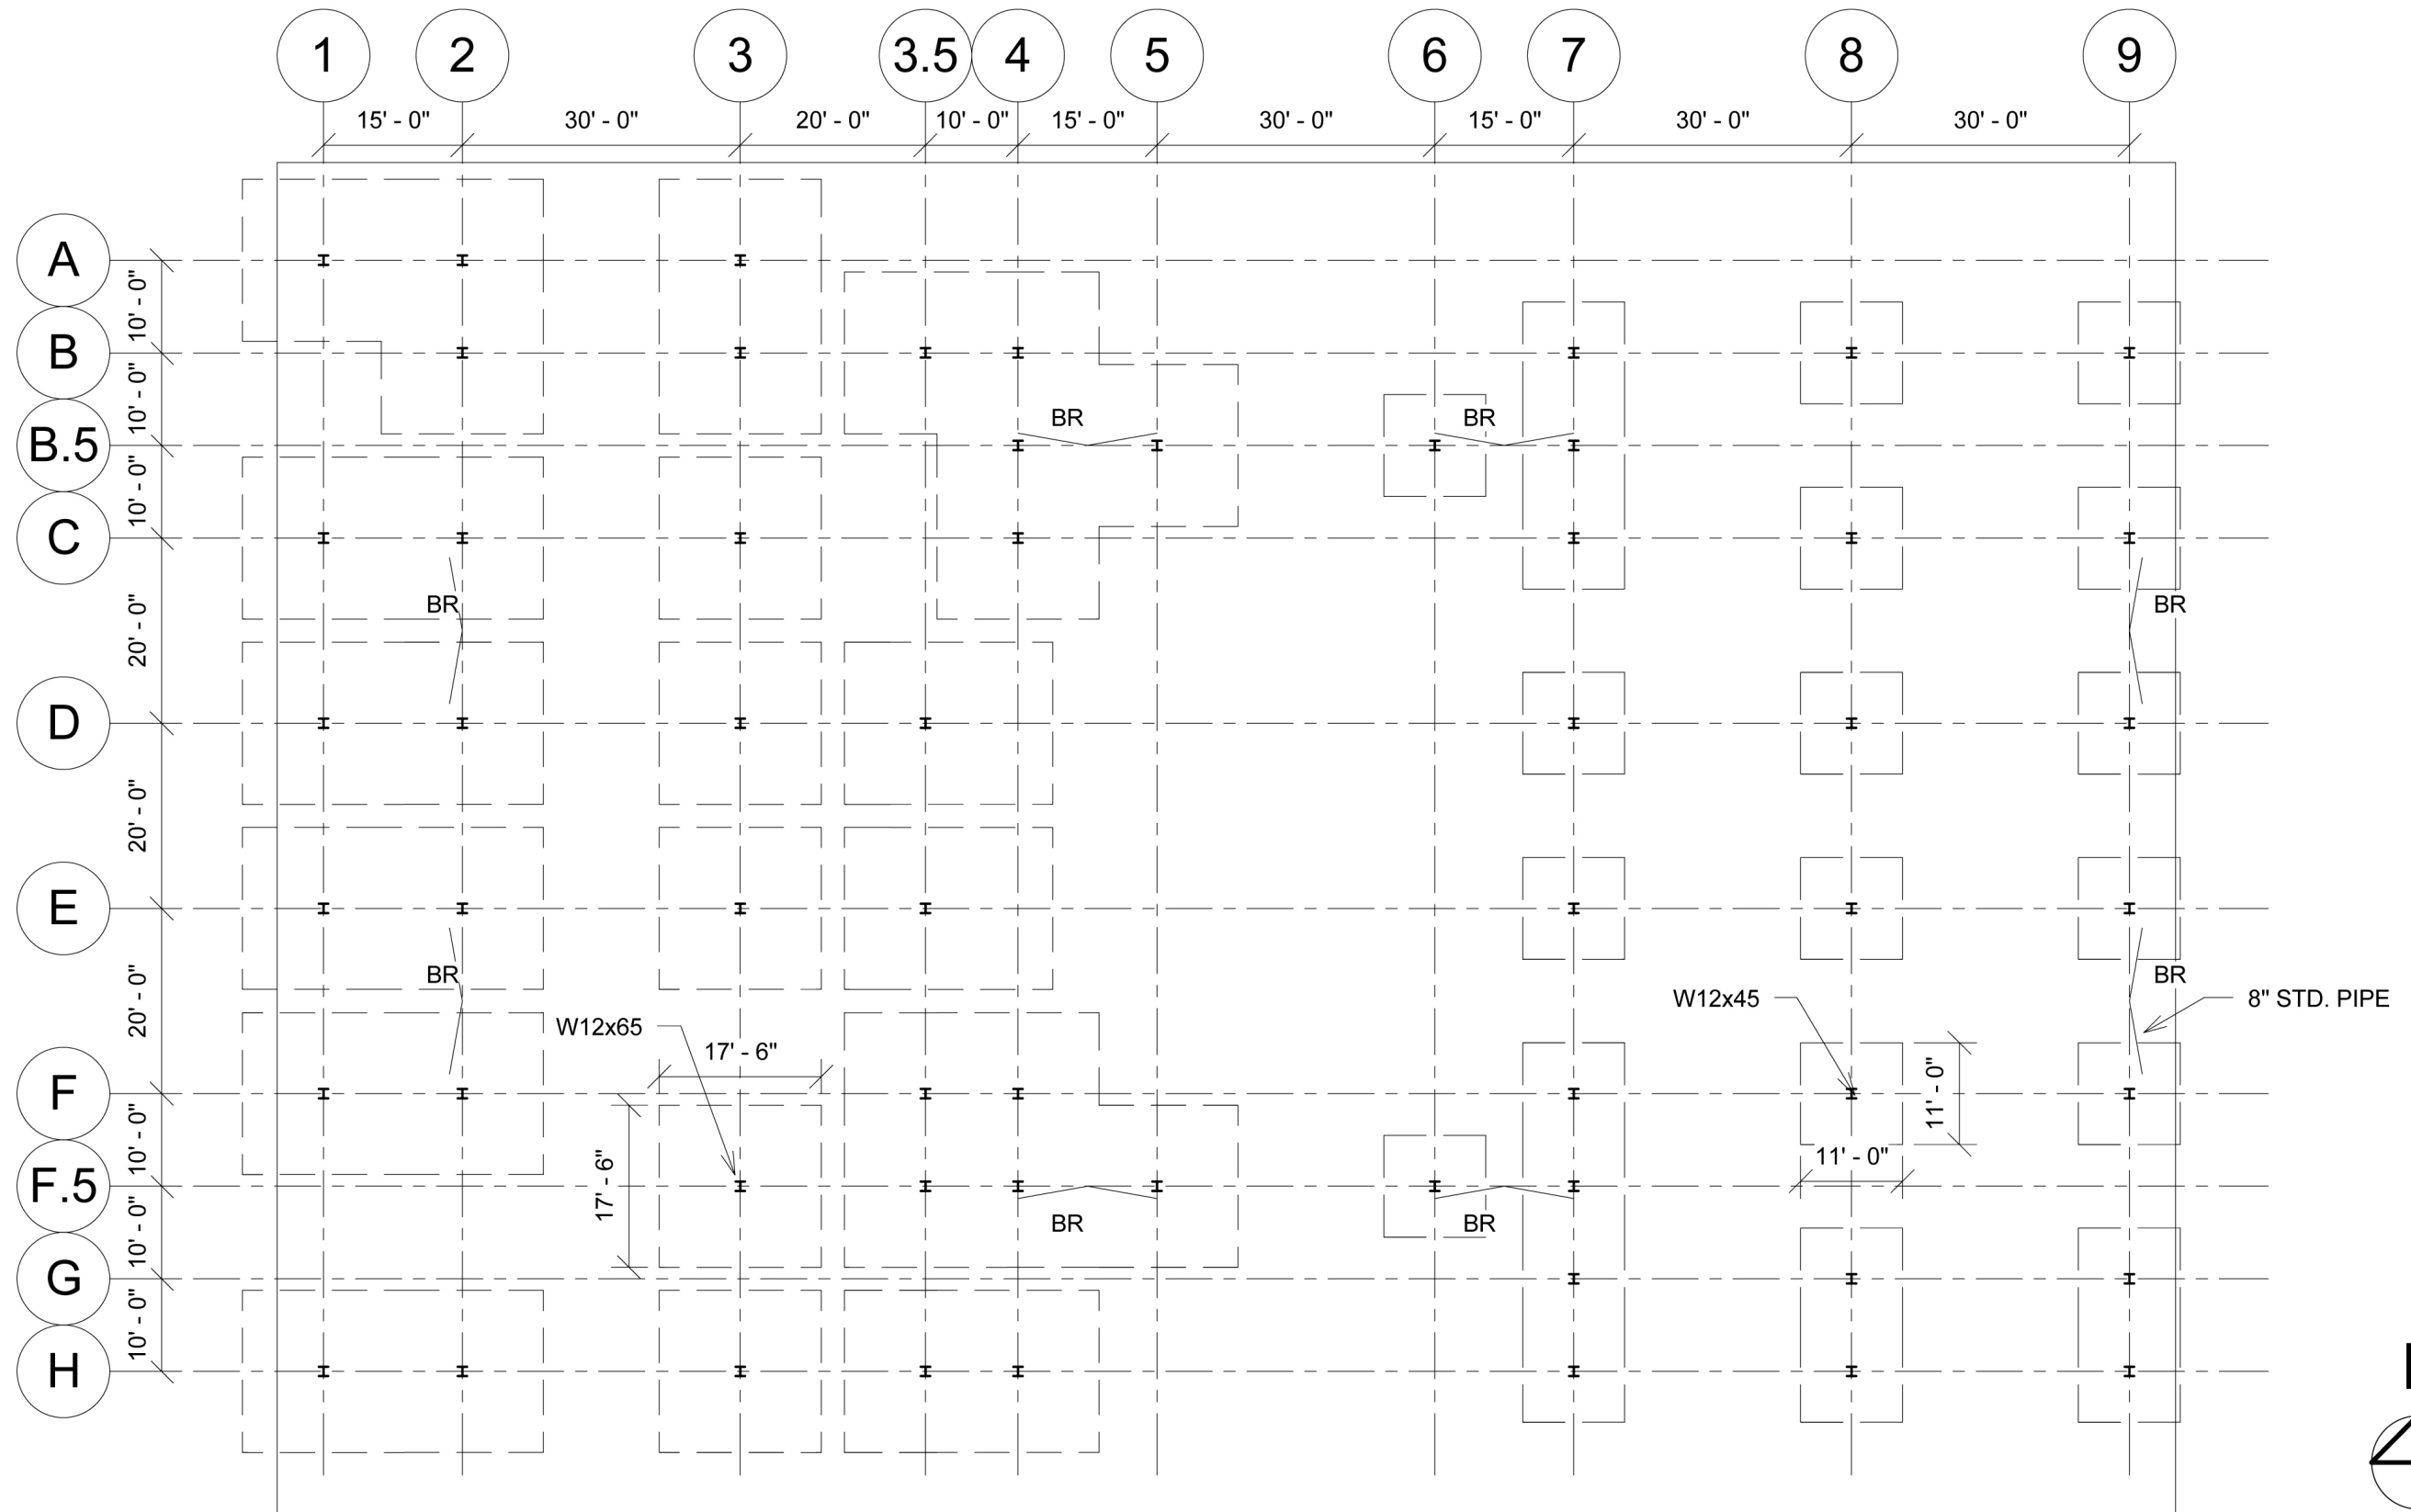 1
2
3
3.5
4
5
6
7
8
9
15' - 0"
30' - 0"
20' - 0"
10' - 0"
15' - 0"
30' - 0"
15' - 0"
30' - 0"
30' - 0"
A
10' - 0"
B
10' - 0"
B.5
BR
BR
10' - 0"
C
20' - 0"
BR
BR
D
20' - 0"
E
20' - 0"
BR
BR
W12x45
8" STD. PIPE
W12x65
17' - 6"
F
11' - 0"
10' - 0"
17' - 6"
11' - 0"
F.5
BR
BR
10' - 0"
G
10' - 0"
H